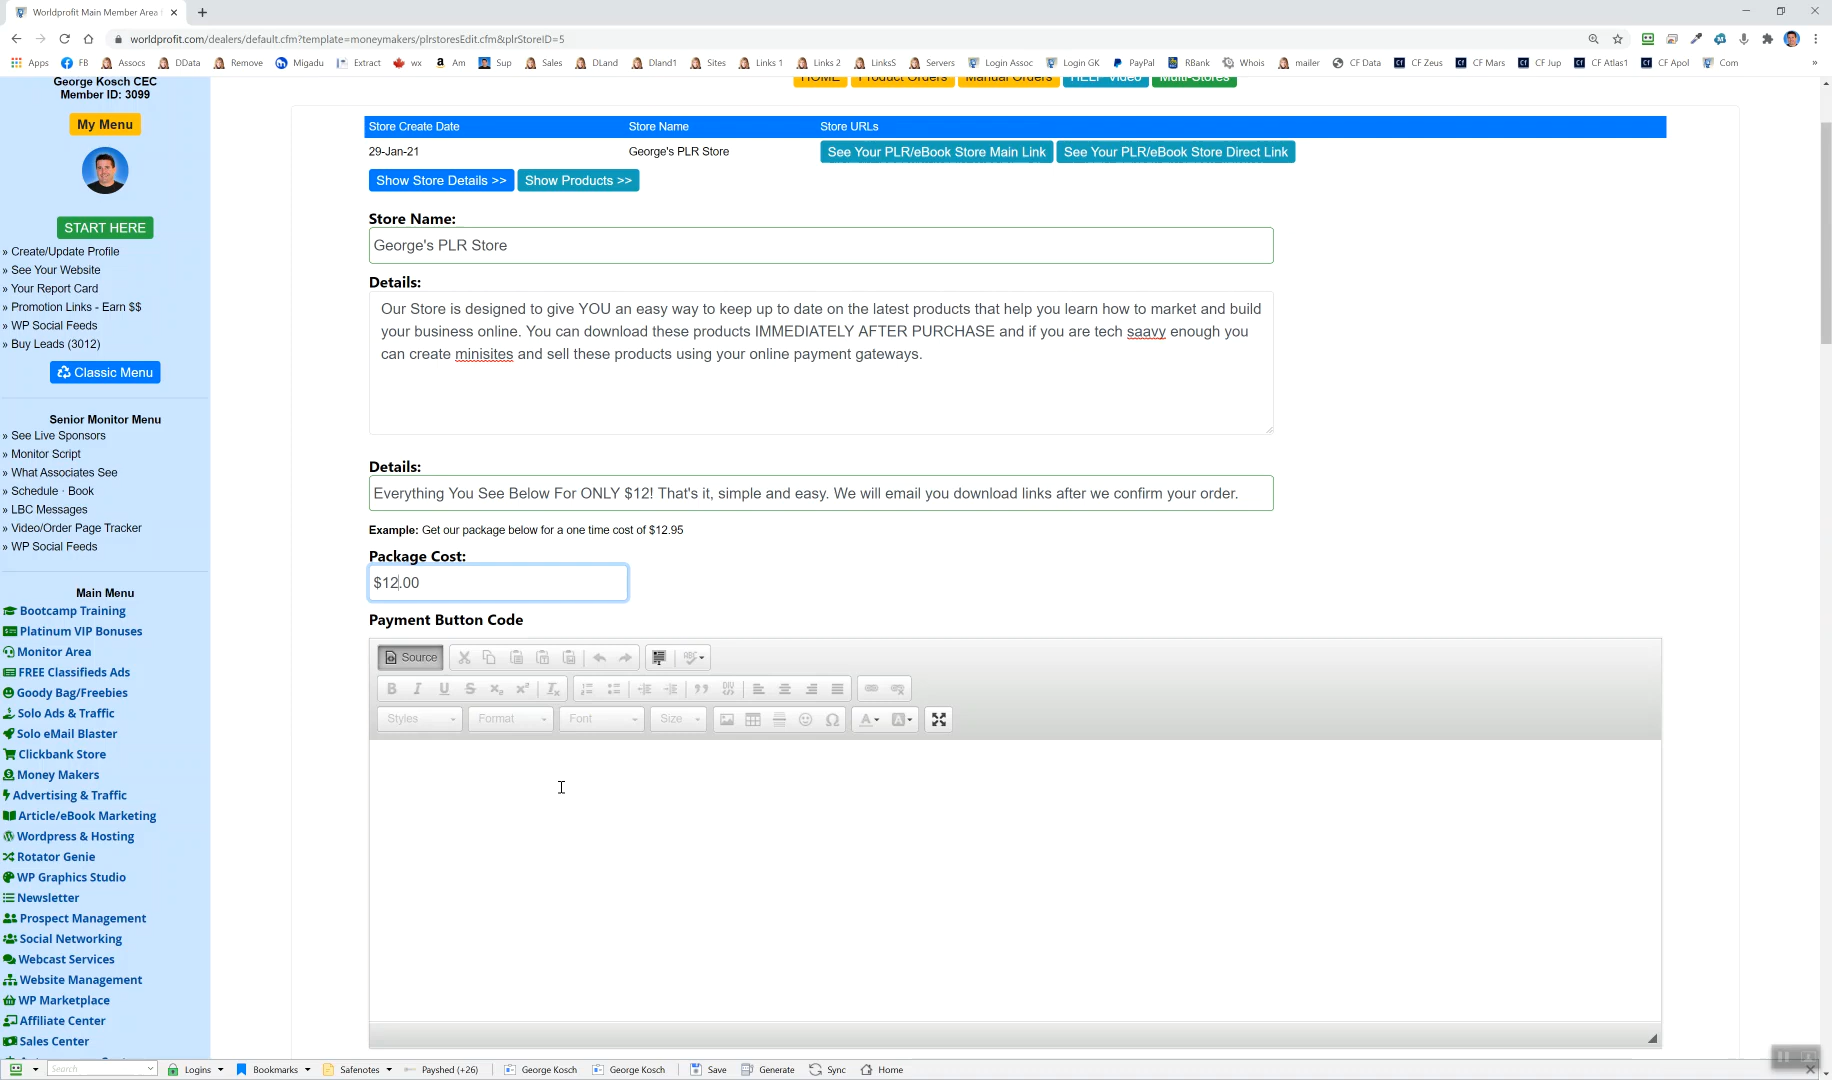 Worldprofit Main Member Area
worldprofit.com/dealers/default.cfm?template=moneymakers/plrstoresEdit.cfm&plrStoreID=5
Apps FB Assocs DData Remove Migadu Extract wx Am Sup Sales DLand Dland1 Sites Links 1 Links 2 LinksS Servers Login Assoc Login GK PayPal RBank Whois mailer CF Data CF Zeus CF Mars CF Atlas1 CF Apol Com CF Jup
George Kosch CEC
Member ID: 3099
My Menu
START HERE
» Create/Update Profile
» See Your Website
» Your Report Card
» Promotion Links - Earn $$
» WP Social Feeds
» Buy Leads (3012)
Classic Menu
Senior Monitor Menu
» See Live Sponsors
» Monitor Script
» What Associates See
» Schedule · Book
» LBC Messages
» Video/Order Page Tracker
» WP Social Feeds
Main Menu
Bootcamp Training
Platinum VIP Bonuses
Monitor Area
FREE Classifieds Ads
Goody Bag/Freebies
Solo Ads & Traffic
Solo eMail Blaster
Clickbank Store
Money Makers
Advertising & Traffic
Article/eBook Marketing
Wordpress & Hosting
Rotator Genie
WP Graphics Studio
Newsletter
Prospect Management
Social Networking
Webcast Services
Website Management
WP Marketplace
Affiliate Center
Sales Center
HOME Product Orders Manual Orders HELP Video Multi-Stores
Store Create Date Store Name Store URLs
29-Jan-21 George's PLR Store See Your PLR/eBook Store Main Link See Your PLR/eBook Store Direct Link
Show Store Details >> Show Products >>
Store Name:
George's PLR Store
Details:
Our Store is designed to give YOU an easy way to keep up to date on the latest products that help you learn how to market and build
your business online. You can download these products IMMEDIATELY AFTER PURCHASE and if you are tech saavy enough you
can create minisites and sell these products using your online payment gateways.
Details:
Everything You See Below For ONLY $12! That's it, simple and easy. We will email you download links after we confirm your order.
Example: Get our package below for a one time cost of $12.95
Package Cost:
$12.00
Payment Button Code
Source
Styles Format Font Size
Search Logins Bookmarks Safenotes Payshed (+26) George Kosch George Kosch Save Generate Sync Home